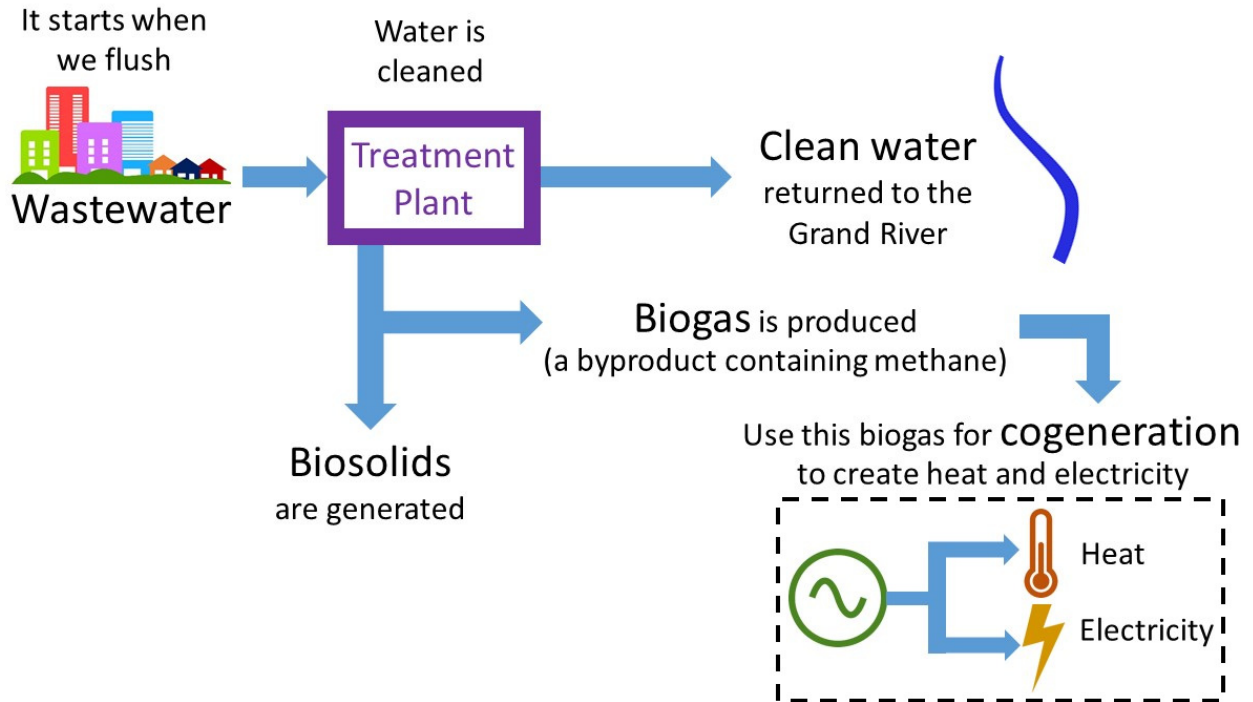 It starts when
we flush
Wastewater
Water is
cleaned
Treatment
Plant
Clean water
returned to the
Grand River
Biogas is produced
(a byproduct containing methane)
Biosolids
are generated
Use this biogas for cogeneration
to create heat and electricity
Heat
Electricity